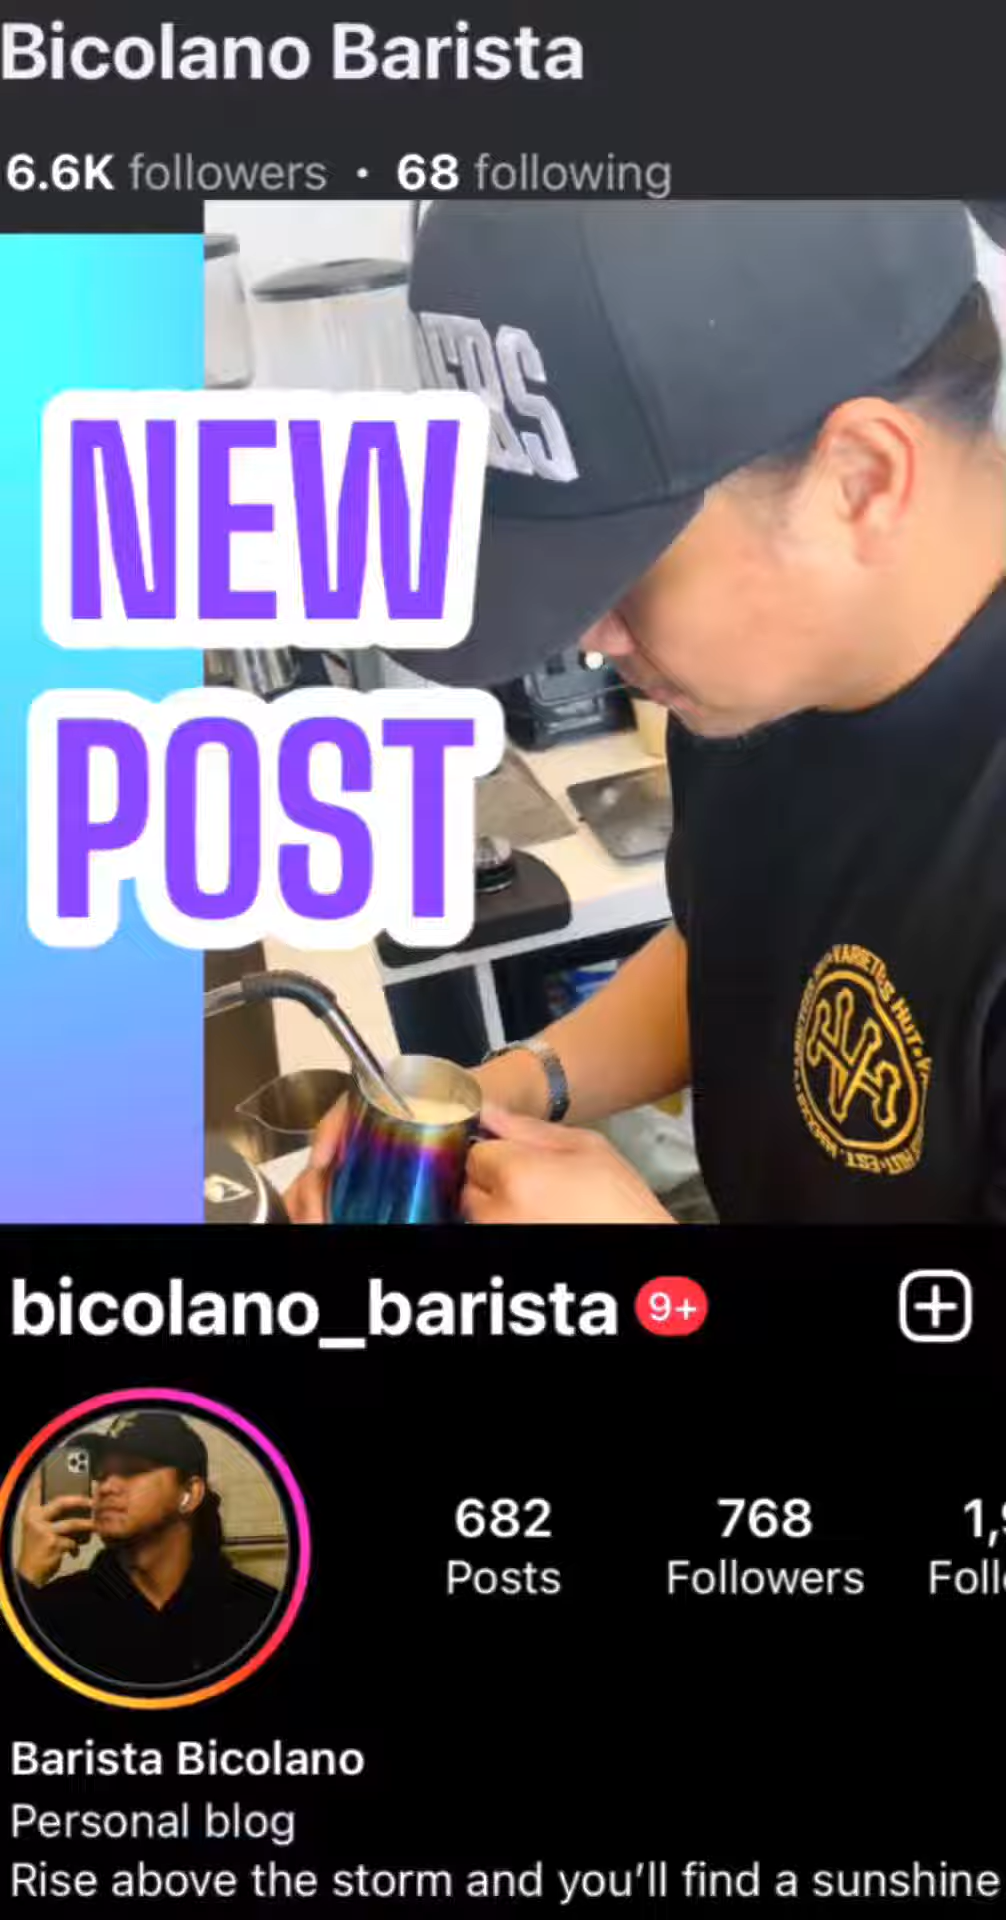 Bicolano Barista
6.6K followers · 68 following
NEW
POST
bicolano_barista 9+
682
Posts
768
Followers
Barista Bicolano
Personal blog
Rise above the storm and you’ll find a sunshine